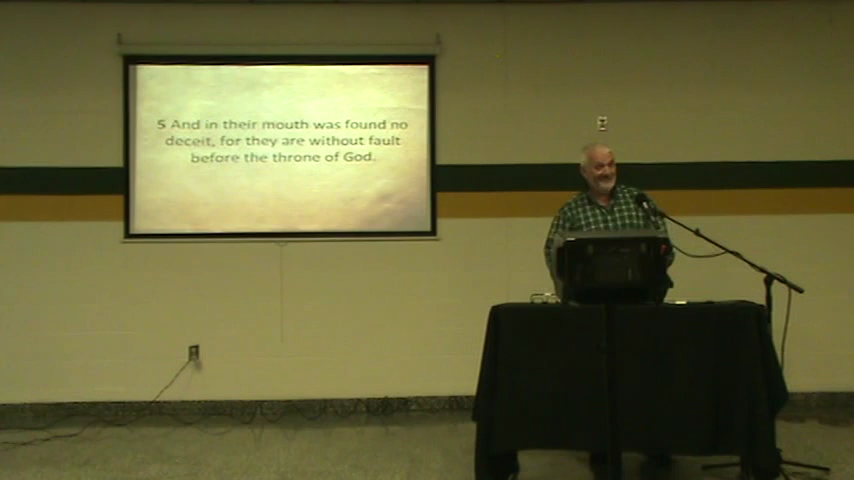 5 And in their mouth was found no
deceit, for they are without fault
before the throne of God.